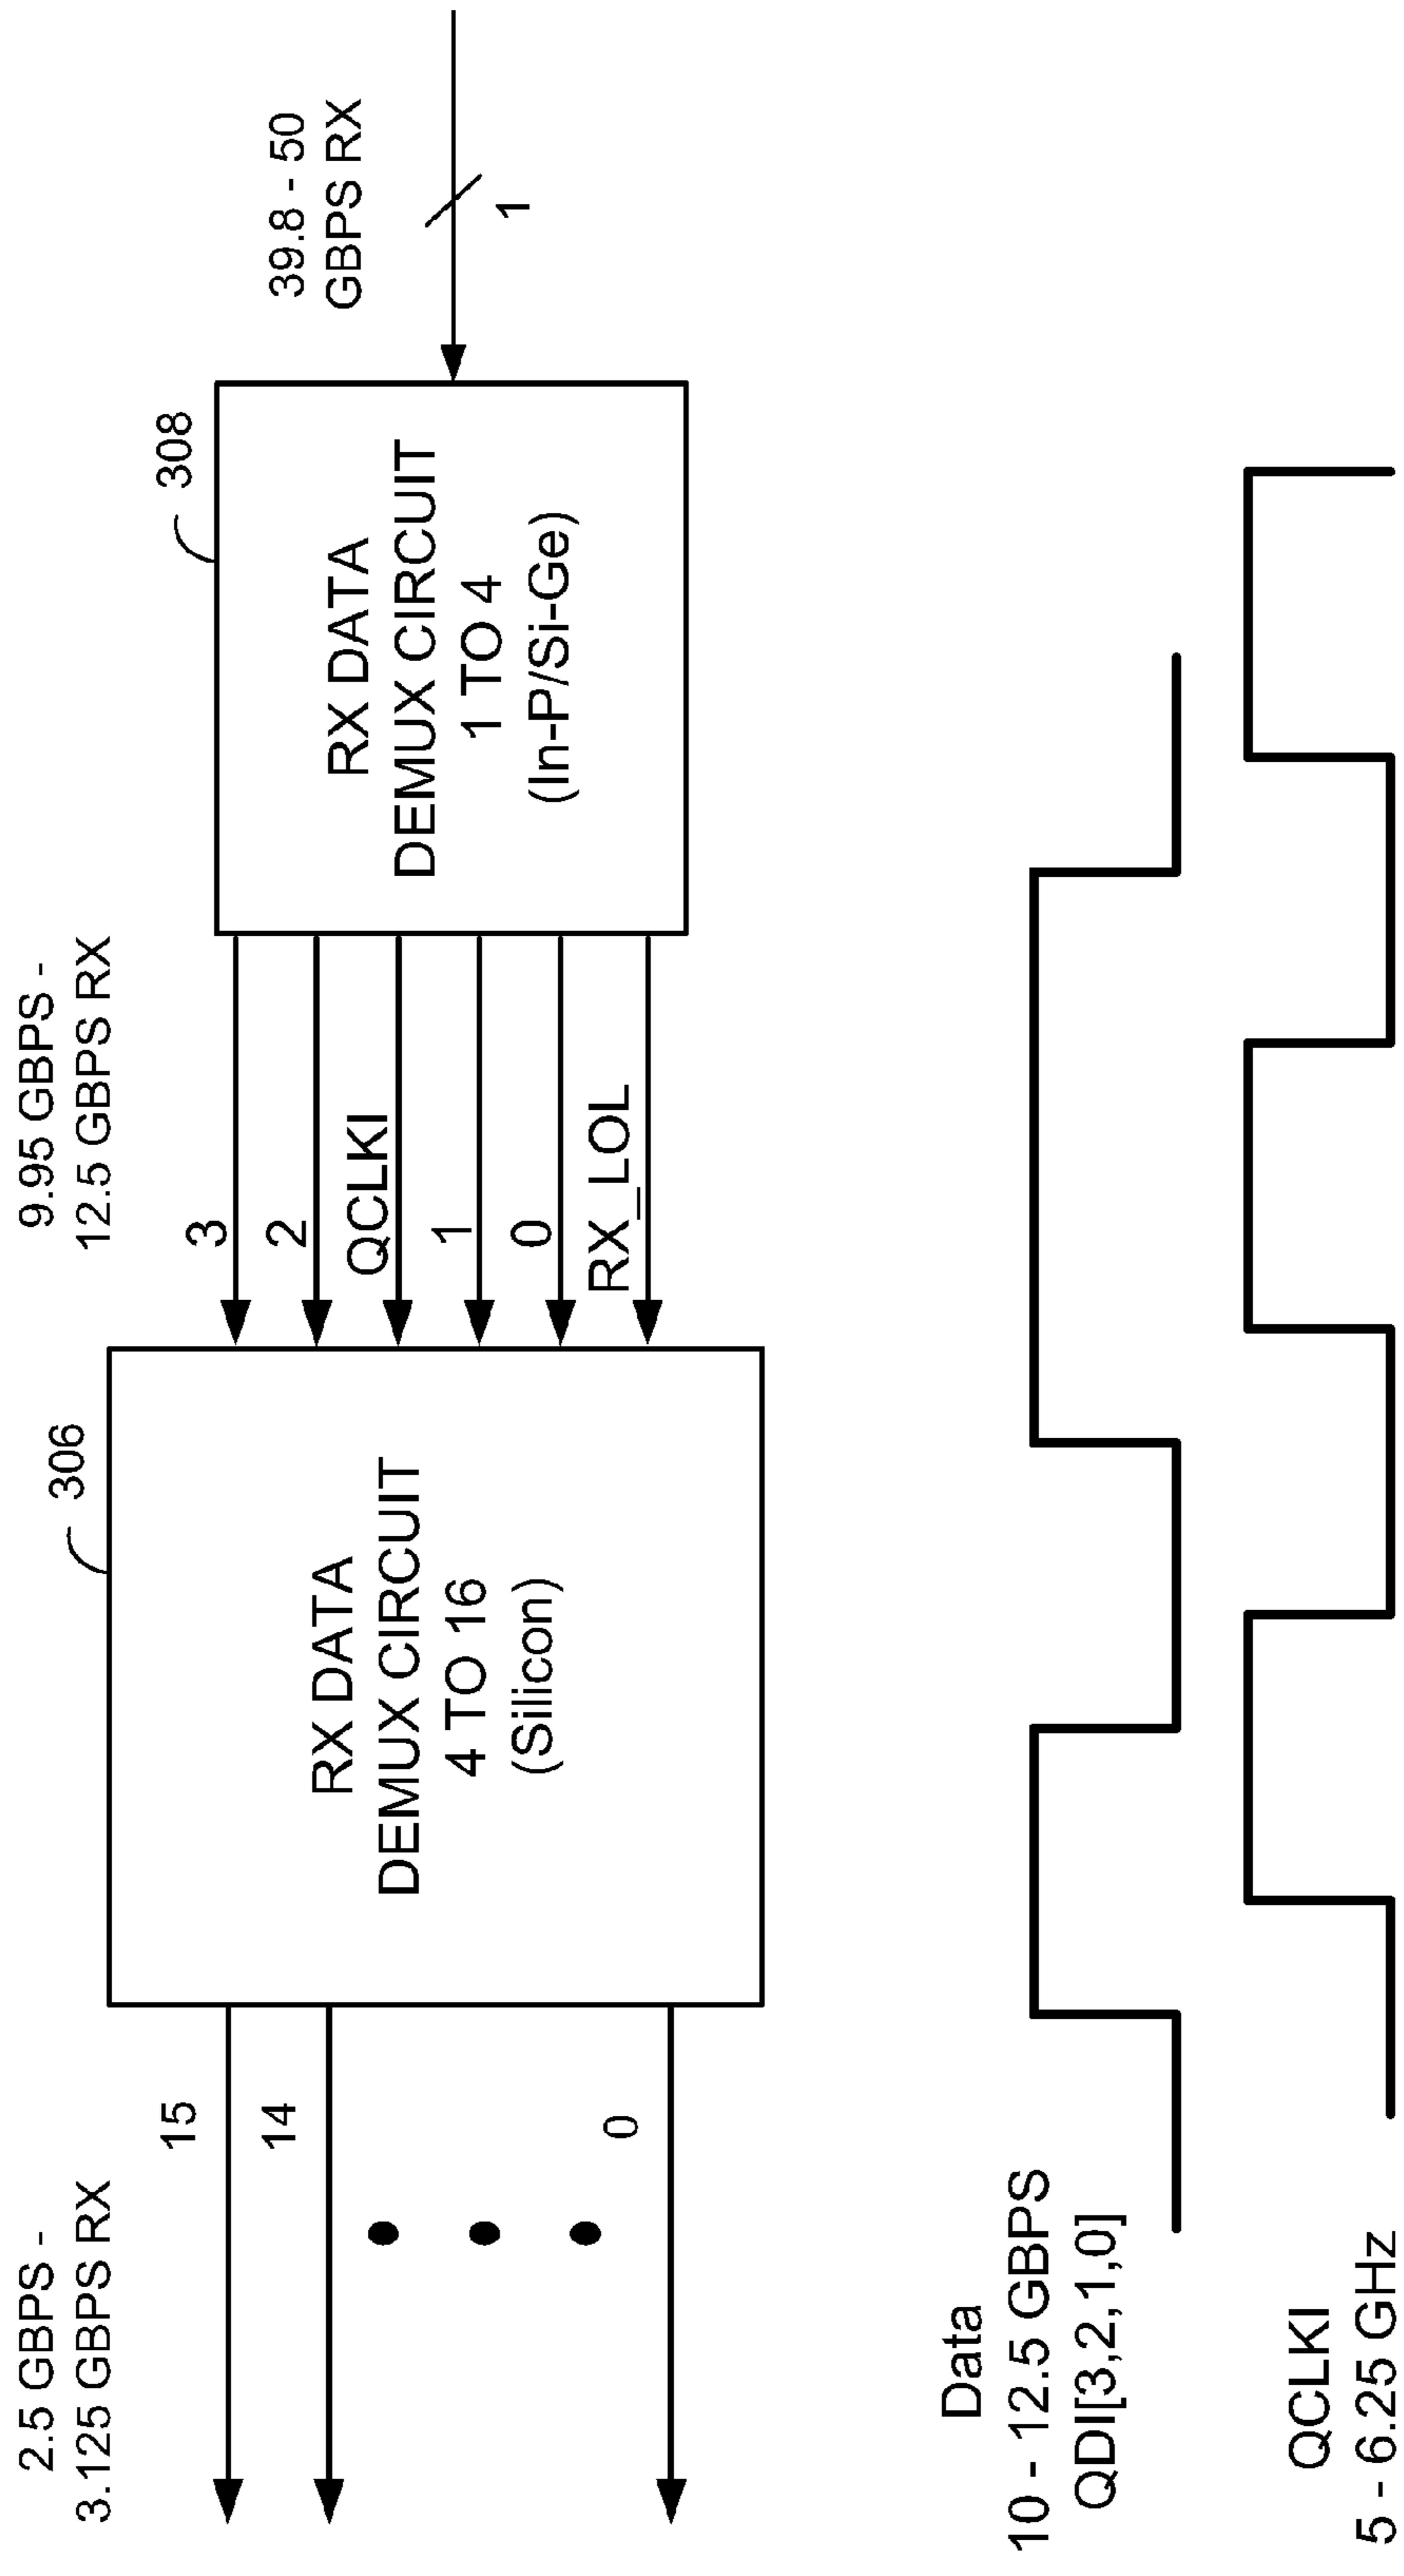 2.5 GBPS -
3.125 GBPS RX
15
14
0
306
RX DATA
DEMUX CIRCUIT
4 TO 16
(Silicon)
9.95 GBPS -
12.5 GBPS RX
3
2
QCLKI
1
0
RX_LOL
308
RX DATA
DEMUX CIRCUIT
1 TO 4
(In-P/Si-Ge)
39.8 - 50
GBPS RX
1
Data
10 - 12.5 GBPS
QDI[3,2,1,0]
QCLKI
5 - 6.25 GHz